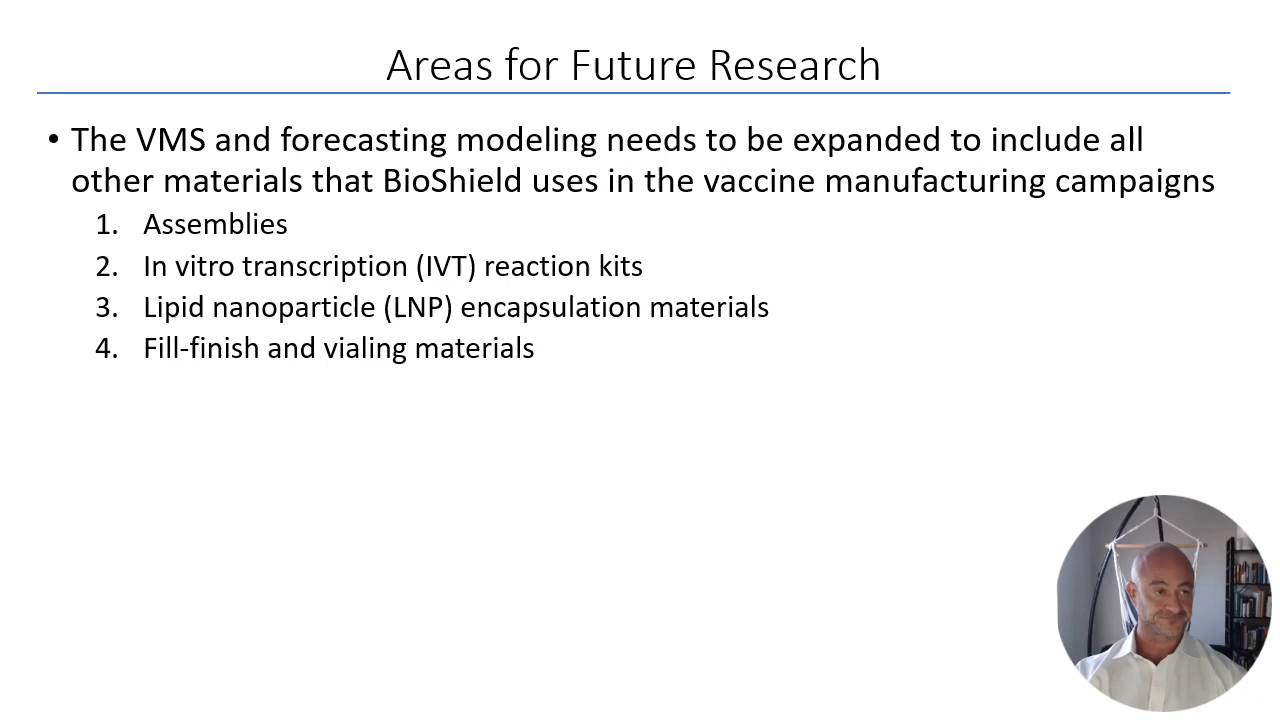 Areas for Future Research
• The VMS and forecasting modeling needs to be expanded to include all
other materials that BioShield uses in the vaccine manufacturing campaigns
1. Assemblies
2. In vitro transcription (IVT) reaction kits
3. Lipid nanoparticle (LNP) encapsulation materials
4. Fill-finish and vialing materials